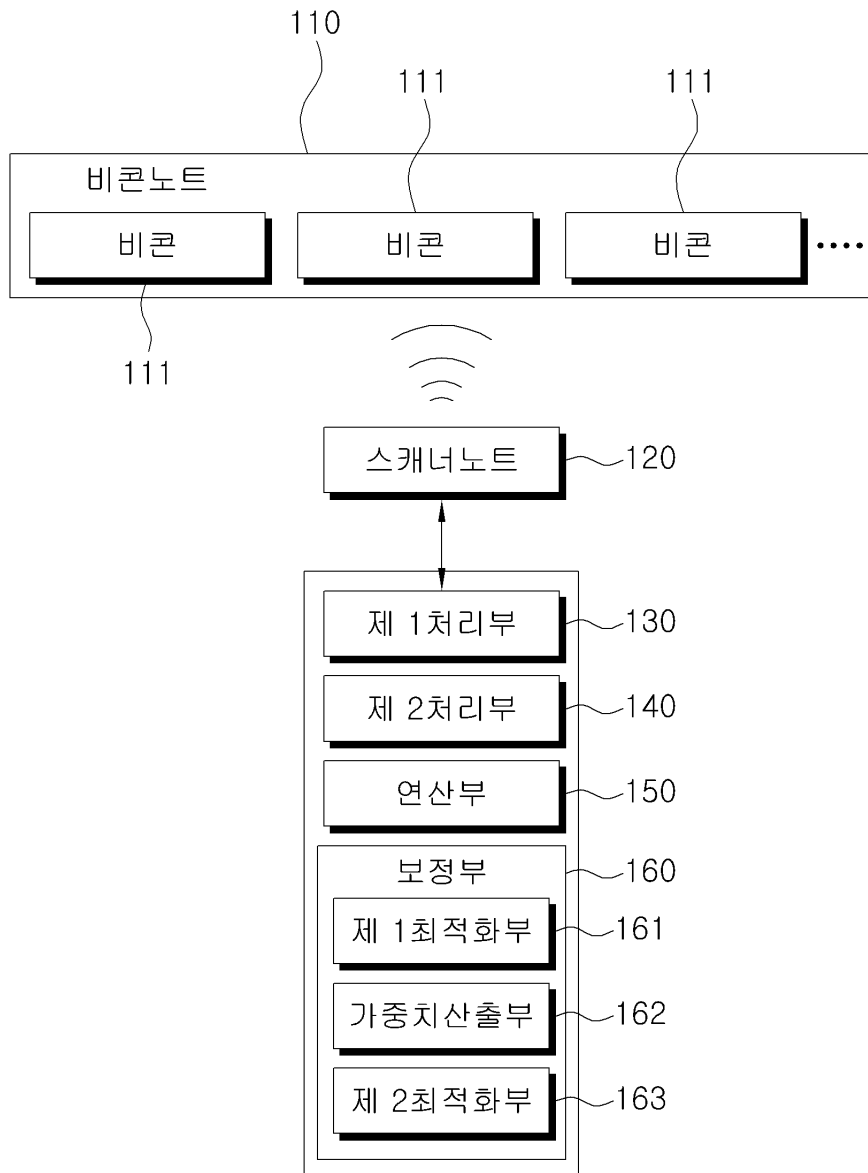 110
111 111
비콘노트
비콘 비콘 비콘 ····
111
스캐너노트 120
제 1처리부 130
제 2처리부 140
연산부 150
보정부 160
제 1최적화부 161
가중치산출부 162
제 2최적화부 163